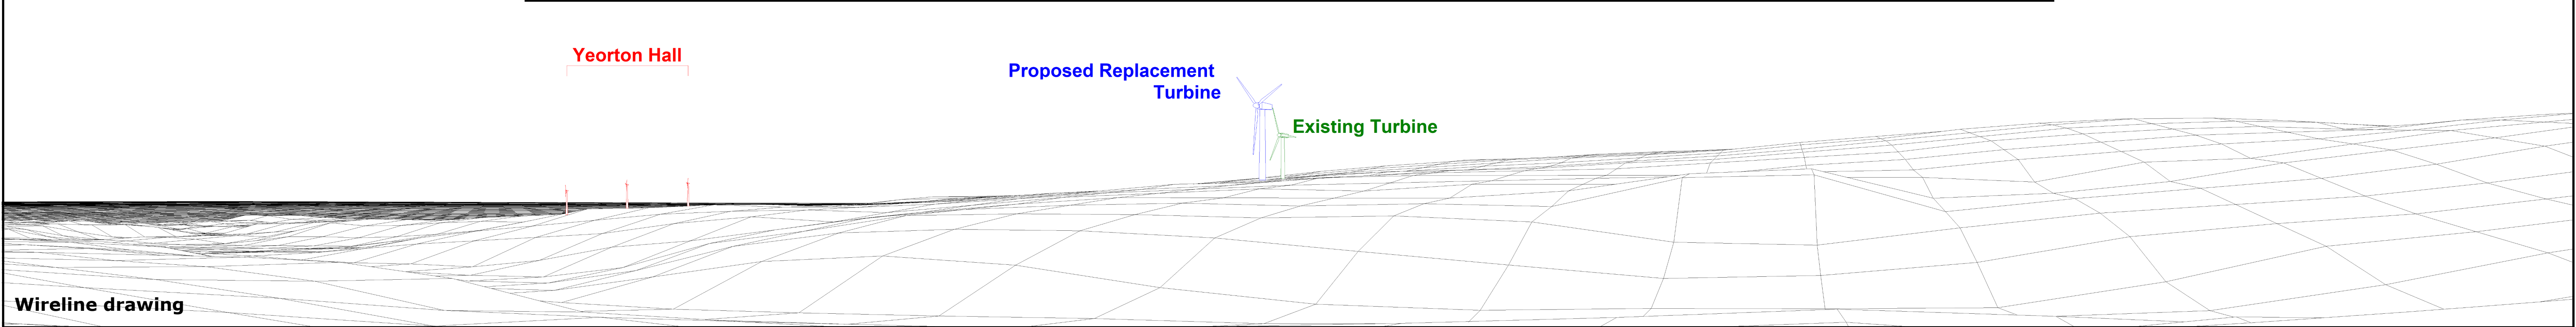 Yeorton Hall
Proposed Replacement
Turbine
Existing Turbine
Wireline drawing